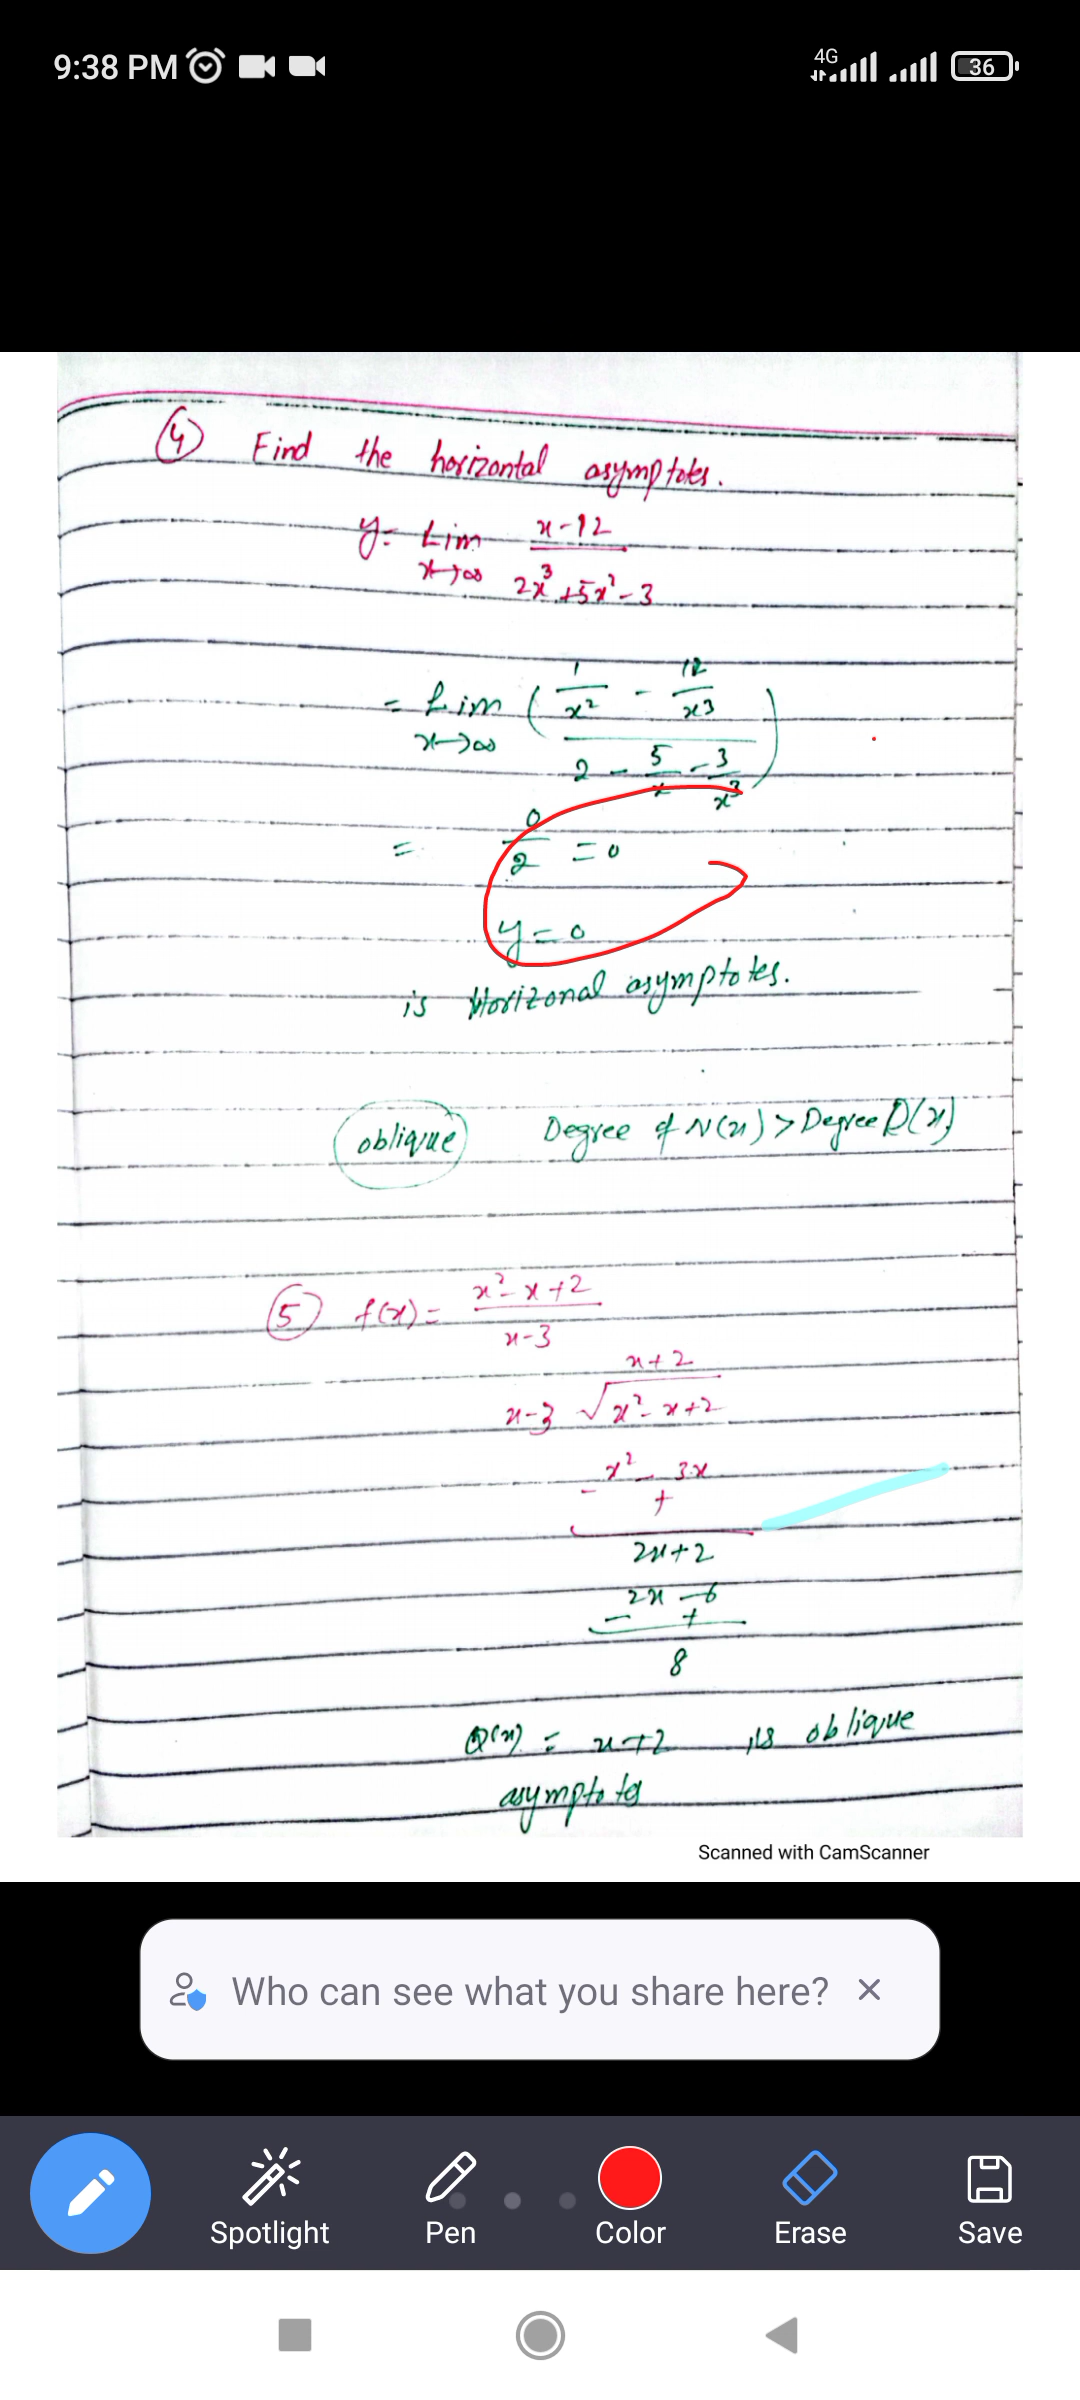 9:38 PM
4G
36
④ Find the horizontal asymptotes.
y = Lim x→∞ (x-12)/(2x³+5x²-3)
= Lim x→∞ ((1/x² - 12/x³)/(2 - 5/x - 3/x³))
= 0/2 = 0
y = 0
is Horizonal asymptotes.
oblique Degree of N(x) > Degree D(x)
⑤ f(x) = (x²-x+2)/(x-3)
x+2
x-3 √x²-x+2
x² - 3x
- +
2x+2
2x-6
- +
8
Q(x) = x+2 is oblique
asymptotes
Scanned with CamScanner
Who can see what you share here? ×
Spotlight
Pen
Color
Erase
Save